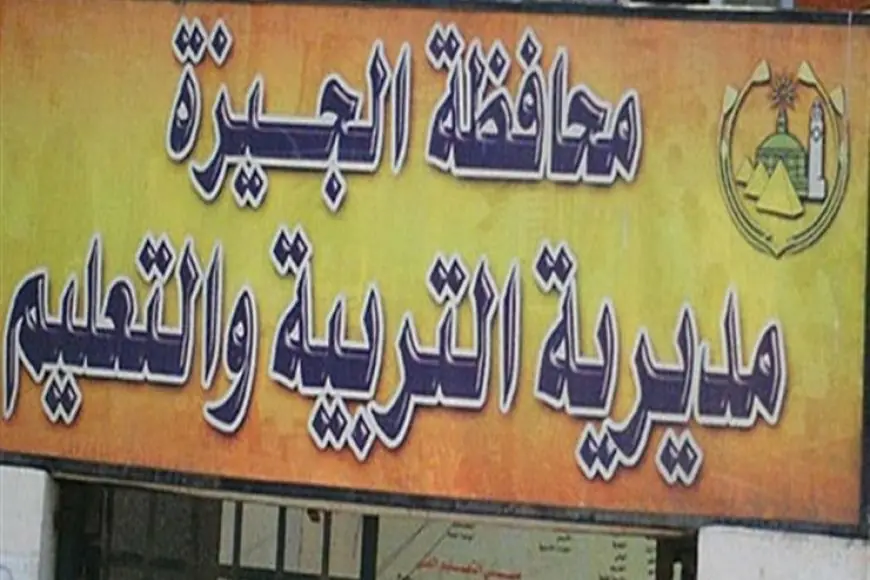 محافظة الجيزة
مديرية التربية والتعليم